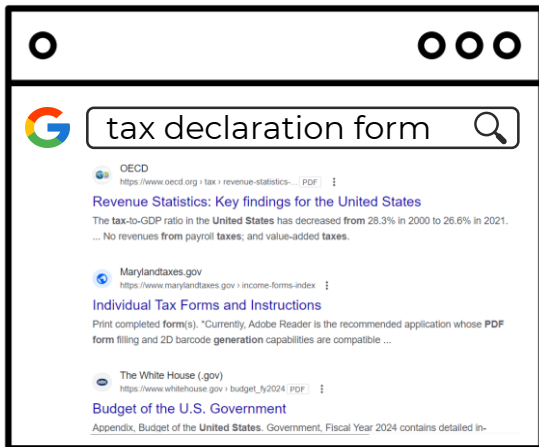 tax declaration form
OECD
https://www.oecd.org › tax › revenue-statistics-... PDF
Revenue Statistics: Key findings for the United States
The tax-to-GDP ratio in the United States has decreased from 28.3% in 2000 to 26.6% in 2021.
... No revenues from payroll taxes; and value-added taxes.
Marylandtaxes.gov
https://www.marylandtaxes.gov › income-forms-index
Individual Tax Forms and Instructions
Print completed form(s). *Currently, Adobe Reader is the recommended application whose PDF
form filling and 2D barcode generation capabilities are compatible ...
The White House (.gov)
https://www.whitehouse.gov › budget_fy2024 PDF
Budget of the U.S. Government
Appendix, Budget of the United States. Government, Fiscal Year 2024 contains detailed in-